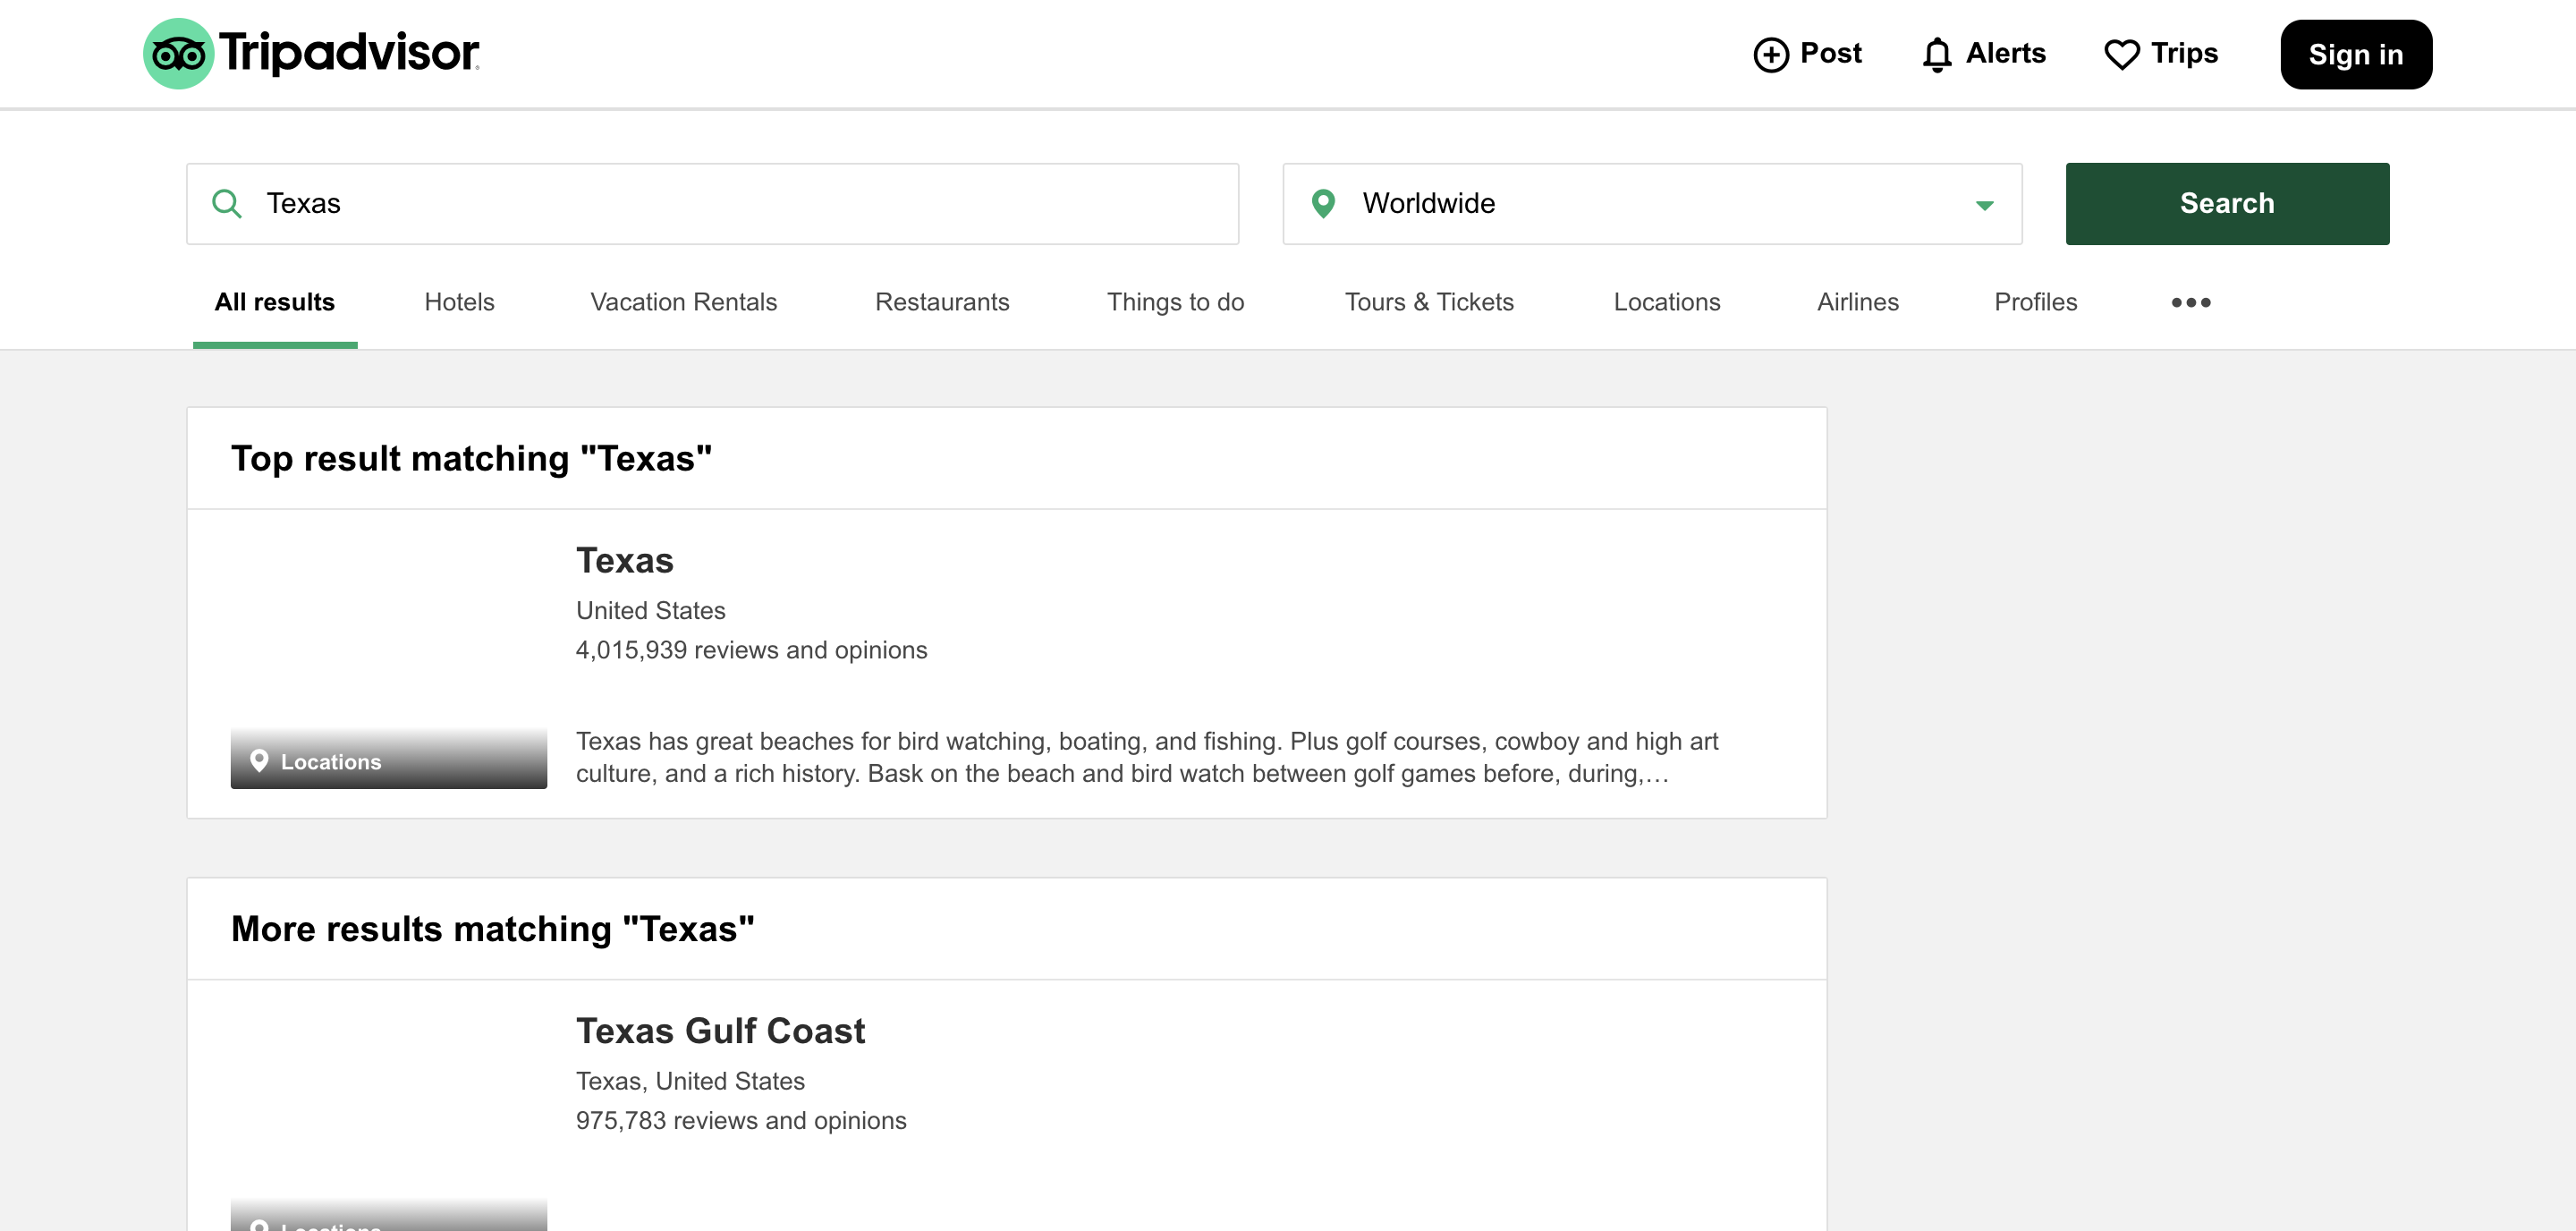 Tripadvisor
Post
Alerts
Trips
Sign in
Texas
Worldwide
Search
All results
Hotels
Vacation Rentals
Restaurants
Things to do
Tours & Tickets
Locations
Airlines
Profiles
Top result matching "Texas"
Texas
United States
4,015,939 reviews and opinions
Locations
Texas has great beaches for bird watching, boating, and fishing. Plus golf courses, cowboy and high art
culture, and a rich history. Bask on the beach and bird watch between golf games before, during,…
More results matching "Texas"
Texas Gulf Coast
Texas, United States
975,783 reviews and opinions
Locations